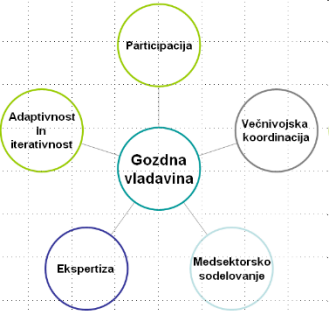 Participacija
Adaptivnost
in
iterativnost
Večnivojska
koordinacija
Gozdna
vladavina
Ekspertiza
Medsektorsko
sodelovanje